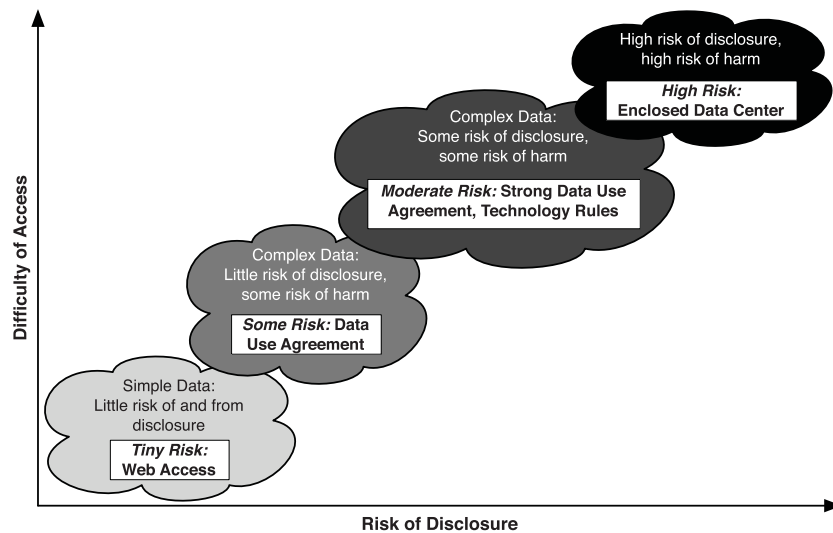 High risk of disclosure,
high risk of harm
High Risk:
Enclosed Data Center
Complex Data:
Some risk of disclosure,
some risk of harm
Moderate Risk: Strong Data Use
Agreement, Technology Rules
Complex Data:
Little risk of disclosure,
some risk of harm
Some Risk: Data
Use Agreement
Simple Data:
Little risk of and from
disclosure
Tiny Risk:
Web Access
Difficulty of Access
Risk of Disclosure